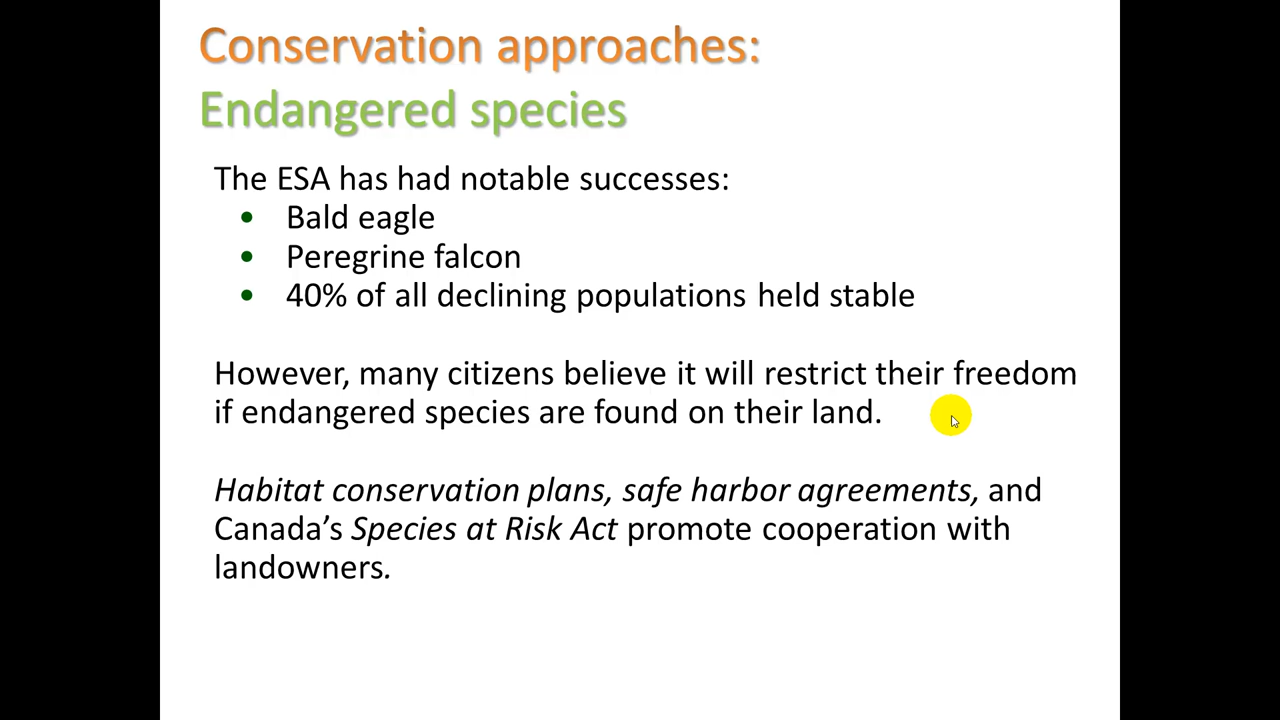 Conservation approaches:
Endangered species
The ESA has had notable successes:
• Bald eagle
• Peregrine falcon
• 40% of all declining populations held stable
However, many citizens believe it will restrict their freedom
if endangered species are found on their land.
Habitat conservation plans, safe harbor agreements, and
Canada’s Species at Risk Act promote cooperation with
landowners.